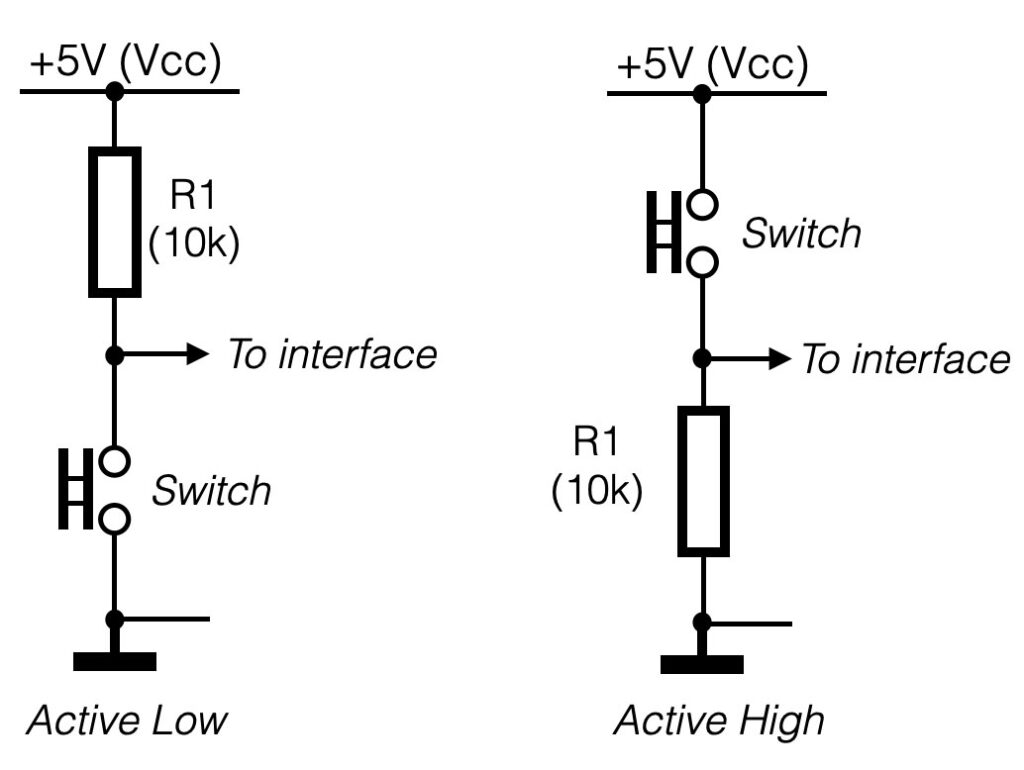 +5V (Vcc)
R1
(10k)
To interface
Switch
Active Low
+5V (Vcc)
Switch
To interface
R1
(10k)
Active High